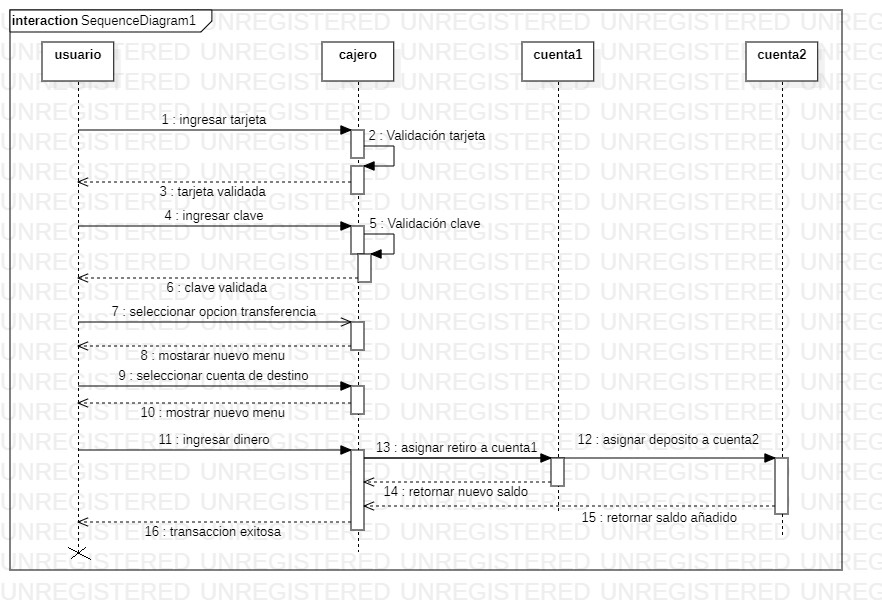 interaction SequenceDiagram1
usuario
cajero
cuenta1
cuenta2
1 : ingresar tarjeta
2 : Validación tarjeta
3 : tarjeta validada
4 : ingresar clave
5 : Validación clave
6 : clave validada
7 : seleccionar opcion transferencia
8 : mostarar nuevo menu
9 : seleccionar cuenta de destino
10 : mostrar nuevo menu
11 : ingresar dinero
12 : asignar deposito a cuenta2
13 : asignar retiro a cuenta1
14 : retornar nuevo saldo
15 : retornar saldo añadido
16 : transaccion exitosa
UNREGISTERED